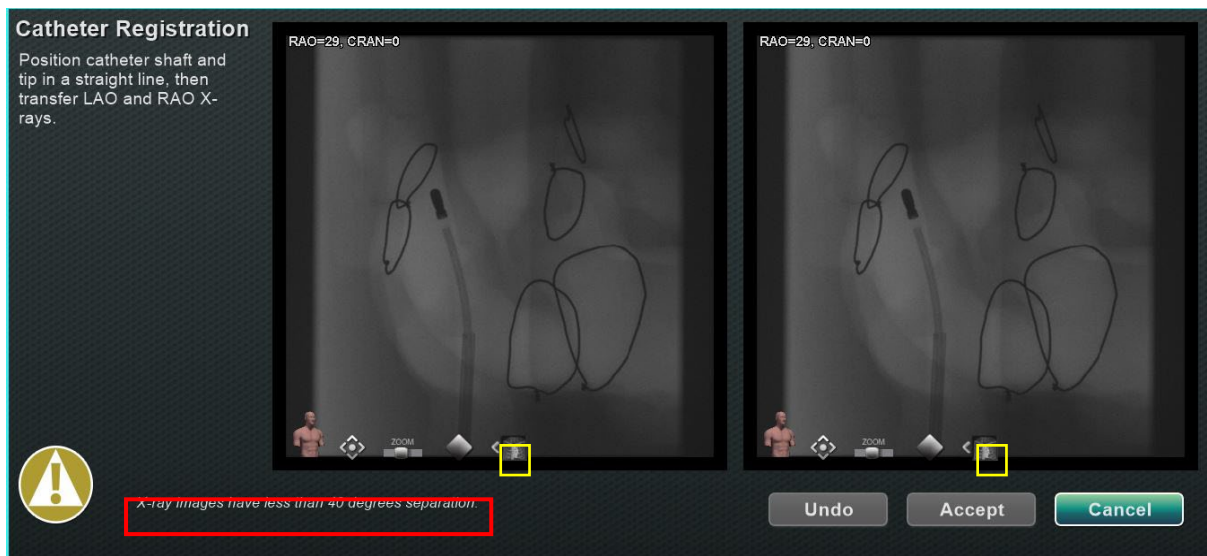 Catheter Registration
Position catheter shaft and
tip in a straight line, then
transfer LAO and RAO X-
rays.
RAO=29, CRAN=0
ZOOM
RAO=29, CRAN=0
ZOOM
X-ray images have less than 40 degrees separation.
Undo
Accept
Cancel